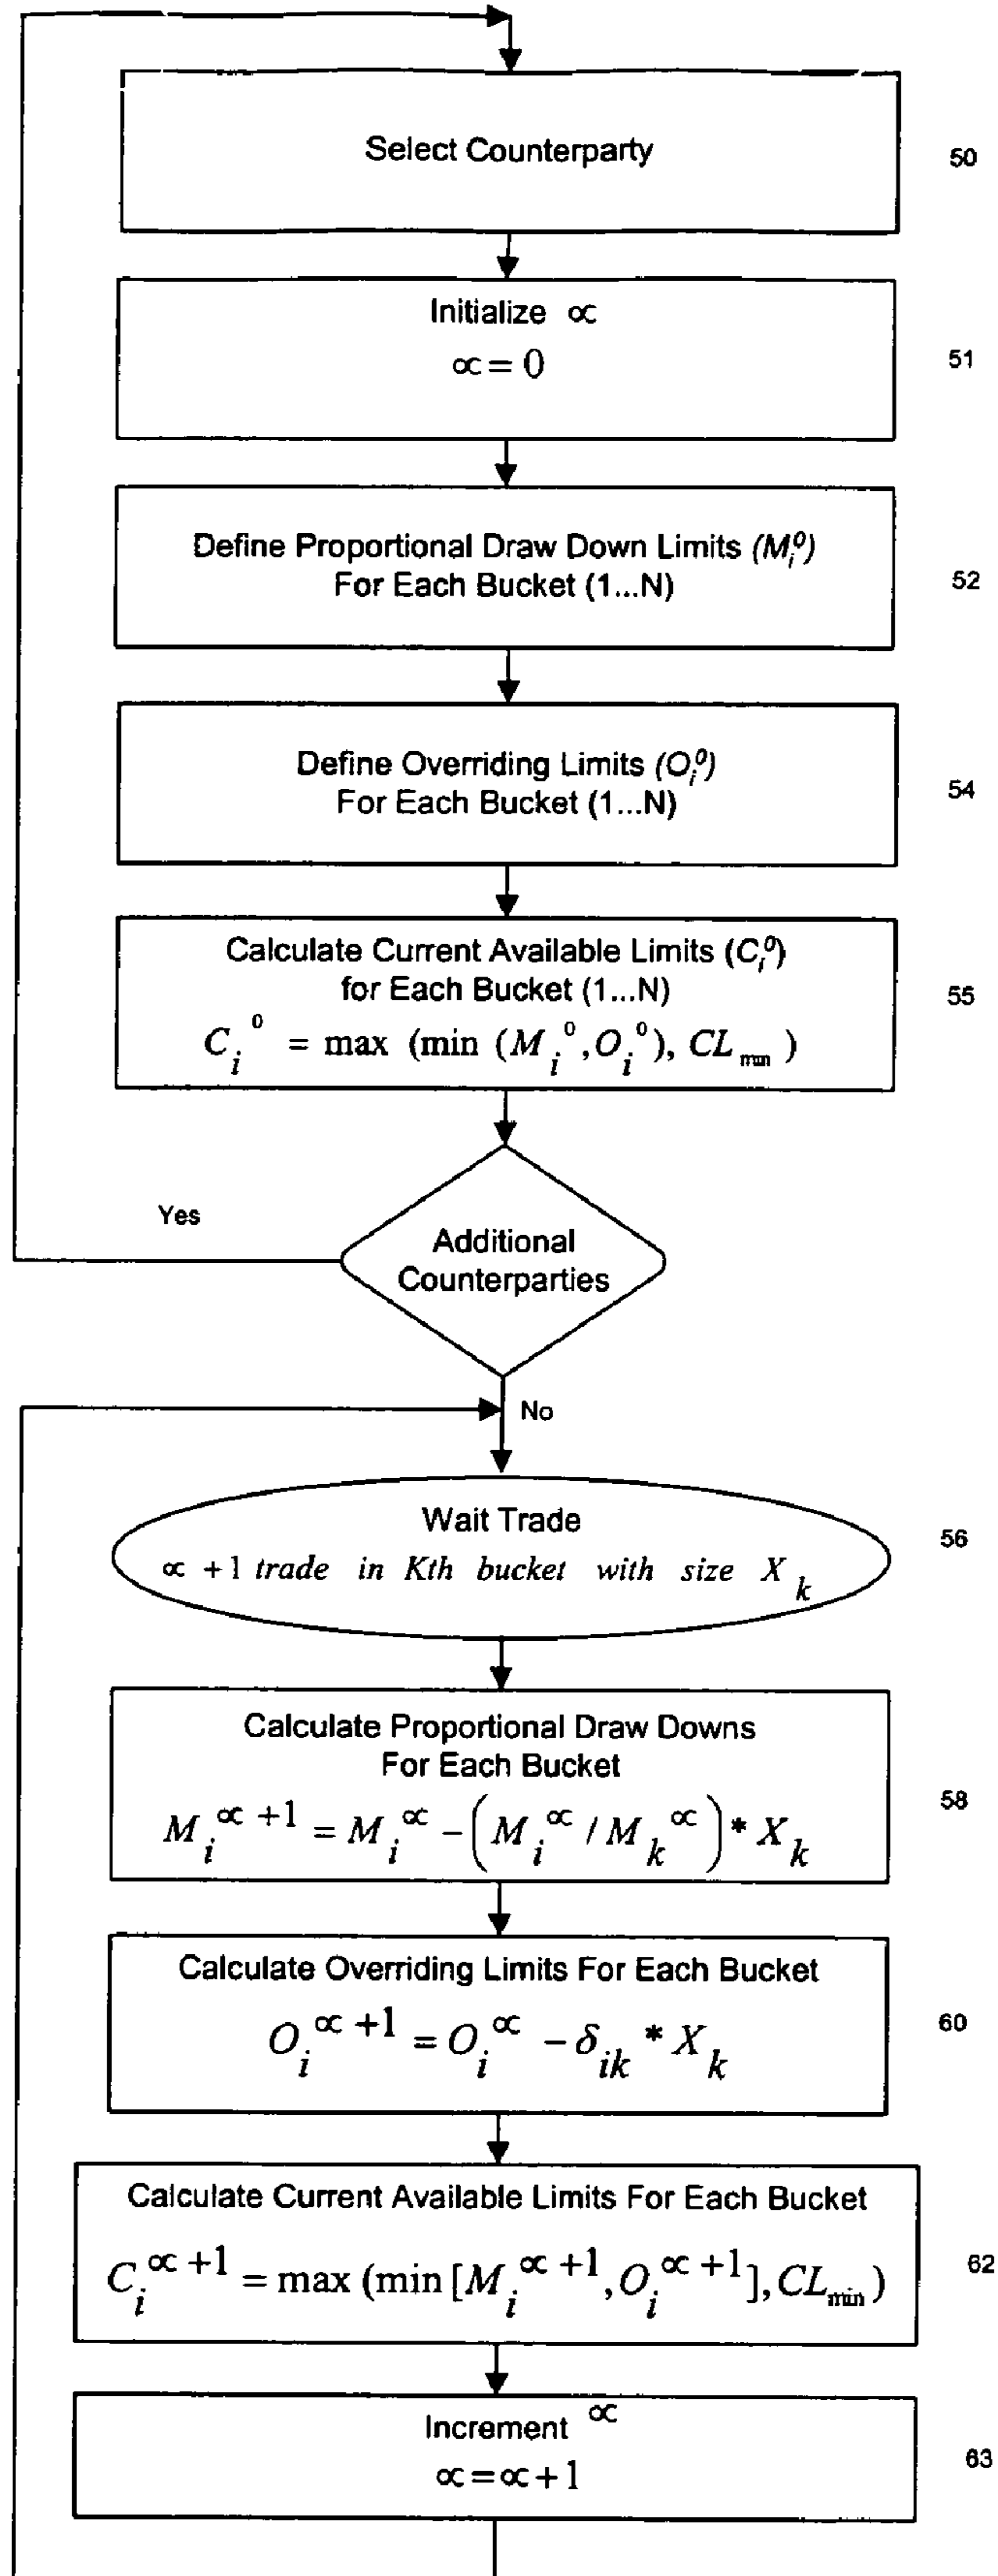 Select Counterparty
50
Initialize ∝
∝ = 0
51
Define Proportional Draw Down Limits (M_i^0)
For Each Bucket (1...N)
52
Define Overriding Limits (O_i^0)
For Each Bucket (1...N)
54
Calculate Current Available Limits (C_i^0)
for Each Bucket (1...N)
C_i^0 = max (min (M_i^0, O_i^0), CL_min)
55
Yes
Additional
Counterparties
No
Wait Trade
∝ +1 trade in Kth bucket with size X_k
56
Calculate Proportional Draw Downs
For Each Bucket
M_i^{∝+1} = M_i^∝ - (M_i^∝ / M_k^∝) * X_k
58
Calculate Overriding Limits For Each Bucket
O_i^{∝+1} = O_i^∝ - δ_ik * X_k
60
Calculate Current Available Limits For Each Bucket
C_i^{∝+1} = max (min [M_i^{∝+1}, O_i^{∝+1}], CL_min)
62
Increment ∝
∝ = ∝ + 1
63